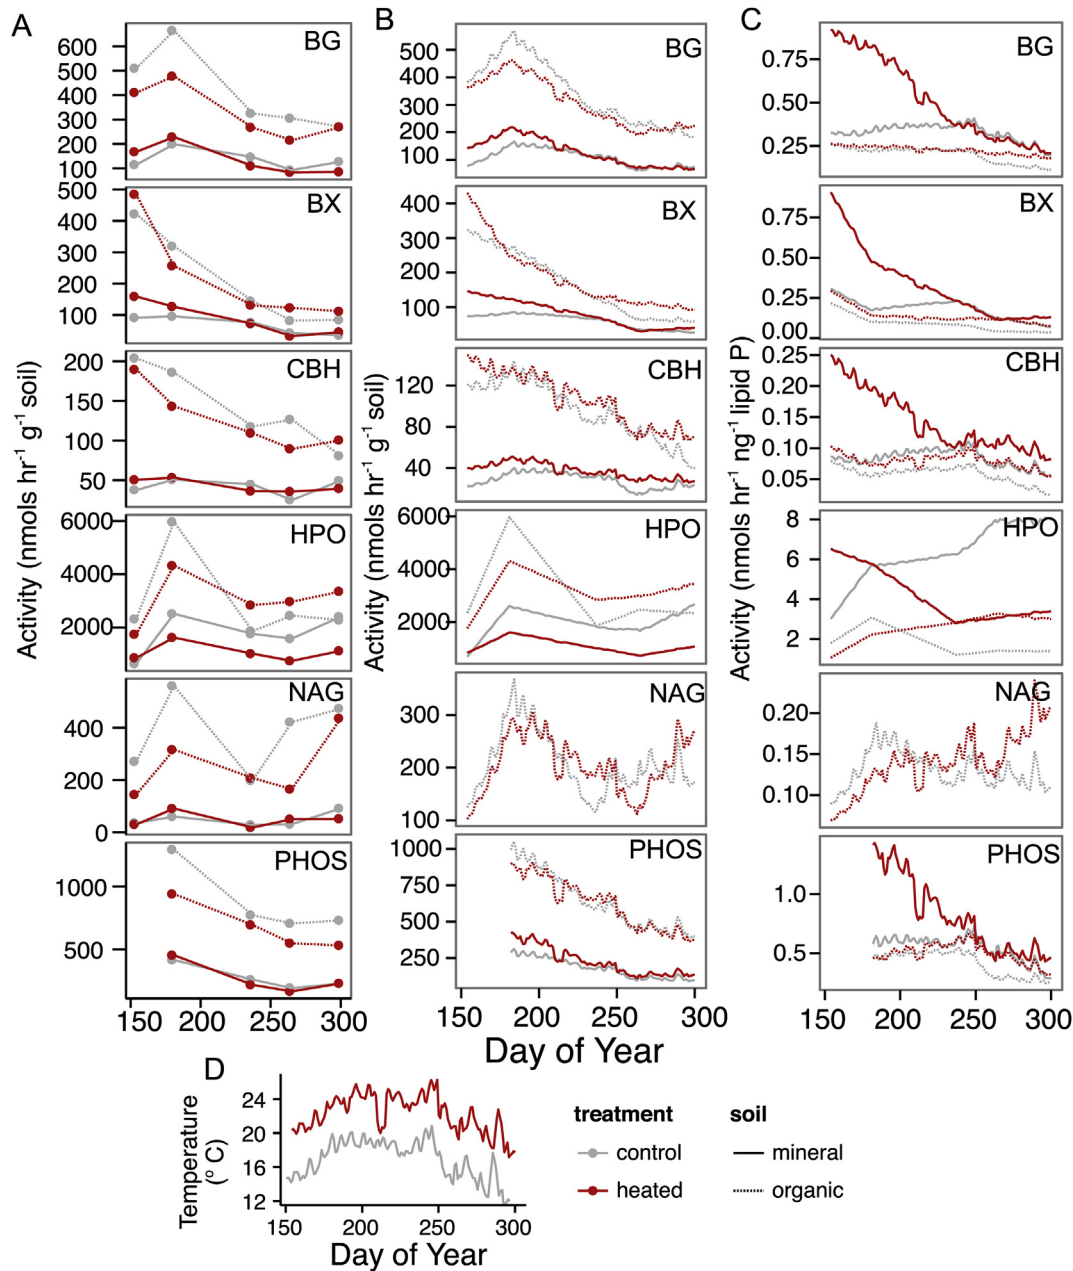 A
B
C
BG
600
500
400
300
200
100
BX
500
400
300
200
100
CBH
200
150
100
50
HPO
6000
4000
2000
NAG
400
200
0
PHOS
1000
500
150 200 250 300
Activity (nmols hr⁻¹ g⁻¹ soil)
BG
500
400
300
200
100
BX
400
300
200
100
CBH
120
80
40
HPO
6000
4000
2000
NAG
300
200
100
PHOS
1000
750
500
250
150 200 250 300
Activity (nmols hr⁻¹ g⁻¹ soil)
Day of Year
BG
0.75
0.50
0.25
BX
0.75
0.50
0.25
0.00
CBH
0.25
0.20
0.15
0.10
0.05
HPO
8
6
4
2
NAG
0.20
0.15
0.10
PHOS
1.0
0.5
150 200 250 300
Activity (nmols hr⁻¹ ng⁻¹ lipid P)
D
24
20
16
12
150 200 250 300
Temperature
(° C)
Day of Year
treatment
control
heated
soil
mineral
organic